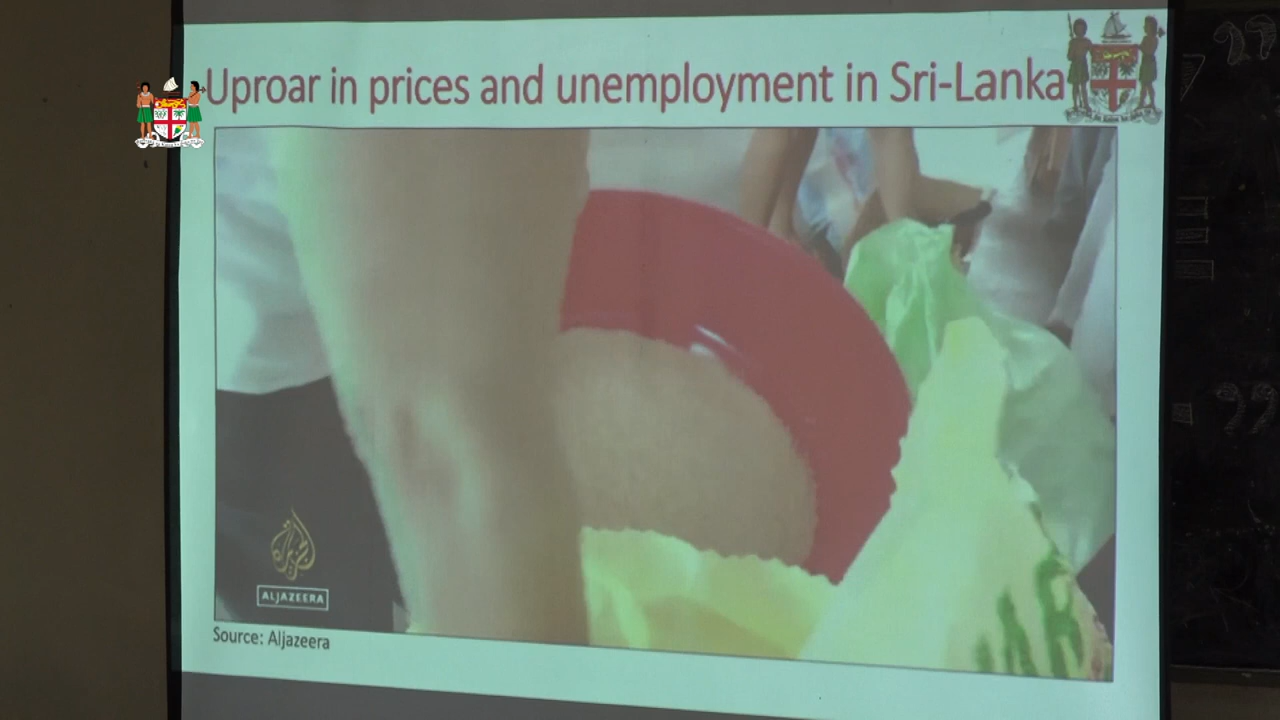 Uproar in prices and unemployment in Sri-Lanka
ALJAZEERA
Source: Aljazeera